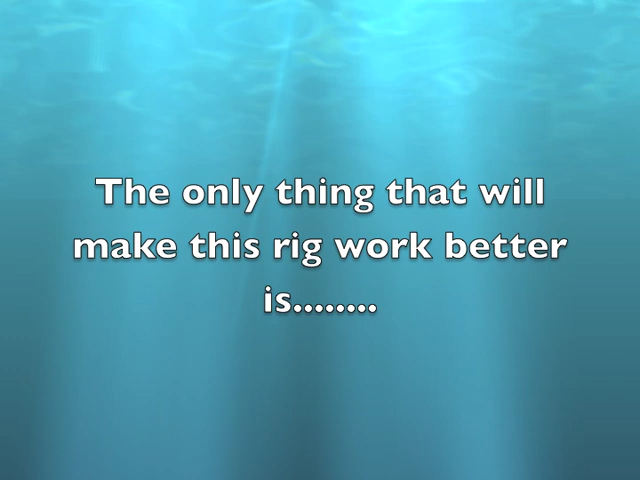 The only thing that will
make this rig work better
is........